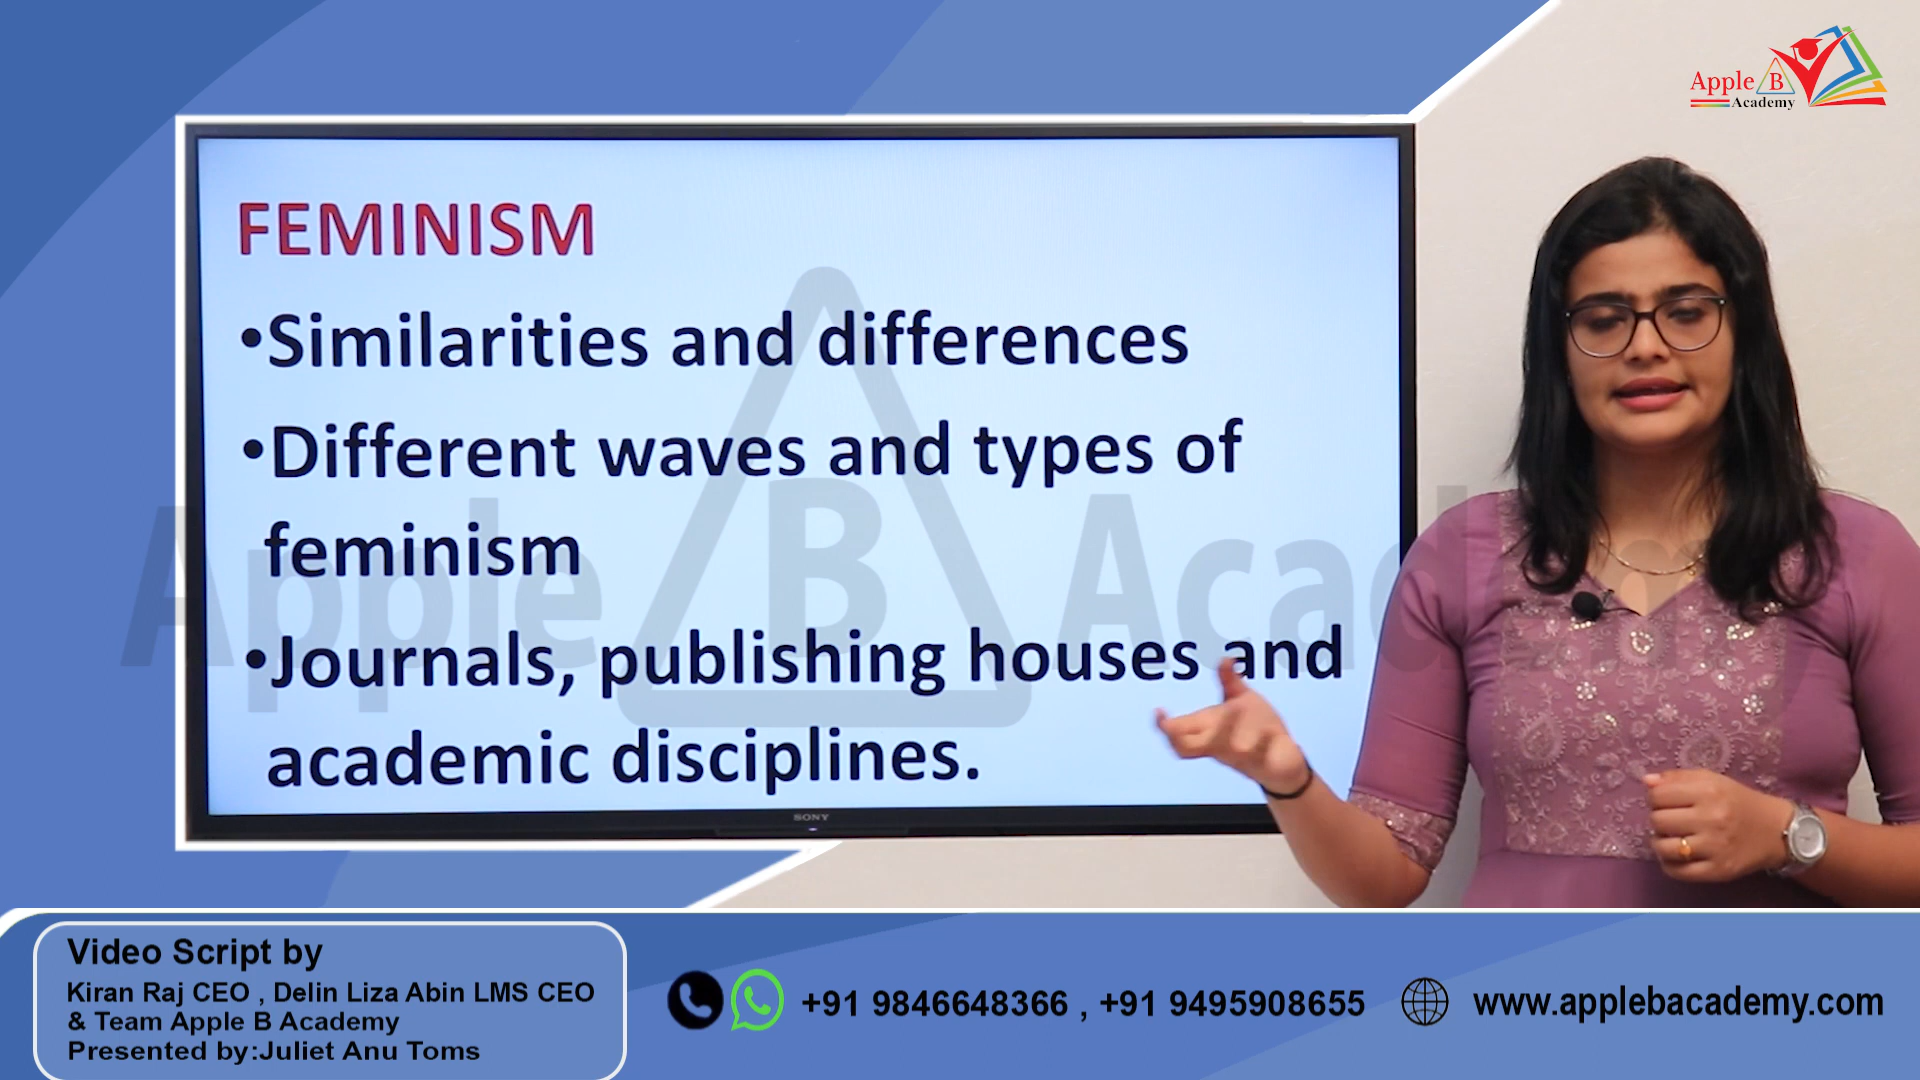 Apple B
Academy
FEMINISM
•Similarities and differences
•Different waves and types of
feminism
•Journals, publishing houses and
academic disciplines.
Apple B Academy
SONY
Video Script by
Kiran Raj CEO , Delin Liza Abin LMS CEO
& Team Apple B Academy
Presented by:Juliet Anu Toms
+91 9846648366 , +91 9495908655
www.applebacademy.com